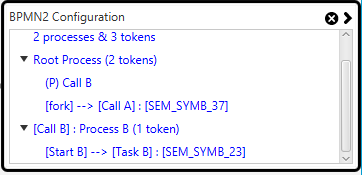 BPMN2 Configuration
2 processes & 3 tokens
Root Process (2 tokens)
(P) Call B
[fork] --> [Call A] : [SEM_SYMB_37]
[Call B] : Process B (1 token)
[Start B] --> [Task B] : [SEM_SYMB_23]